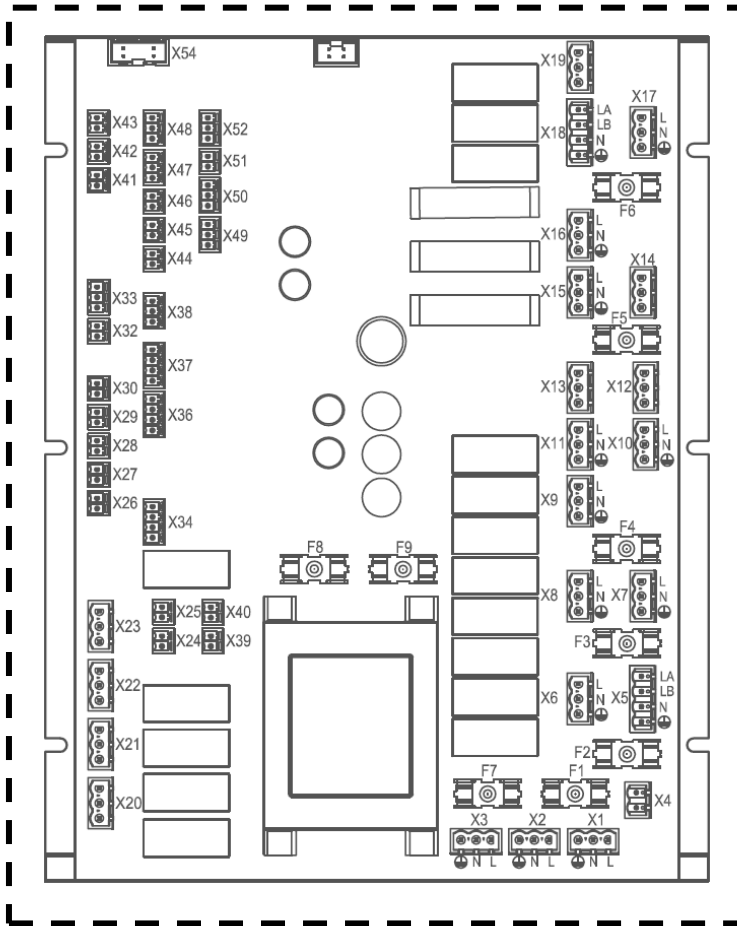 X54
X19
X17
X43
X48
X52
LA
LB
N
L
N
X18
X42
X47
X51
X41
X46
X50
F6
X45
X49
X16
L
N
X44
X14
X33
X38
X15
L
N
X32
F5
X37
X30
X13
X12
X29
X36
X28
X11
L
N
X10
L
N
X27
X26
X9
L
N
X34
F4
F8
F9
X8
L
N
X7
L
N
X25
X40
X23
X24
X39
F3
X22
X6
L
N
X5
LA
LB
N
X21
F2
F7
F1
X20
X4
X3
X2
X1
N L
N L
N L